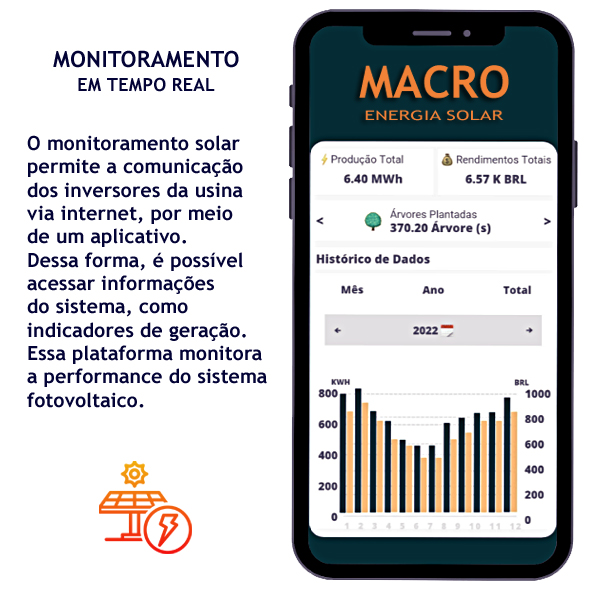 MONITORAMENTO
EM TEMPO REAL
O monitoramento solar
permite a comunicação
dos inversores da usina
via internet, por meio
de um aplicativo.
Dessa forma, é possível
acessar informações
do sistema, como
indicadores de geração.
Essa plataforma monitora
a performance do sistema
fotovoltaico.
MACRO
ENERGIA SOLAR
Produção Total
6.40 MWh
Rendimentos Totais
6.57 K BRL
< Árvores Plantadas >
370.20 Árvore (s)
Histórico de Dados
Mês Ano Total
2022
KWH BRL
800 1000
600 800
400 600
200 400
0 200
0
1 2 3 4 5 6 7 8 9 10 11 12